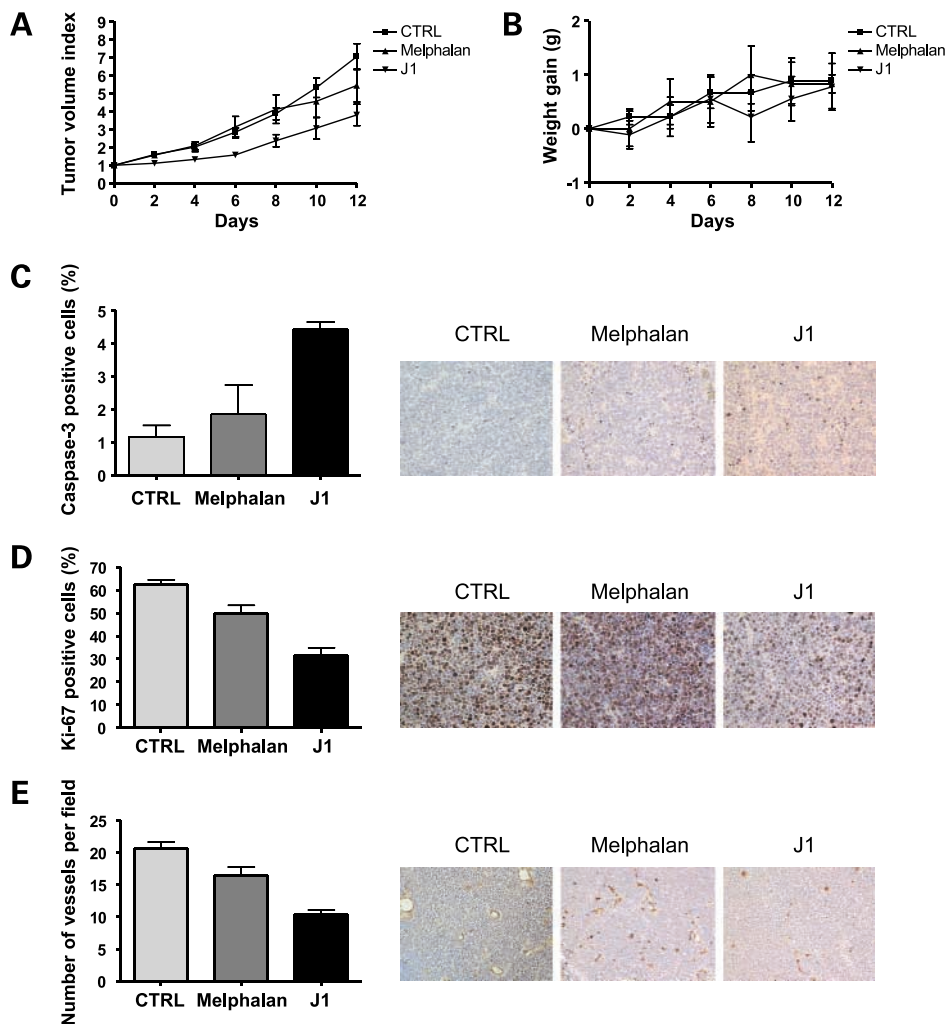 A
Tumor volume index
9
8
7
6
5
4
3
2
1
0
0 2 4 6 8 10 12
Days
CTRL
Melphalan
J1
B
Weight gain (g)
2
1
0
-1
0 2 4 6 8 10 12
Days
CTRL
Melphalan
J1
C
Caspase-3 positive cells (%)
5
4
3
2
1
0
CTRL Melphalan J1
CTRL Melphalan J1
D
Ki-67 positive cells (%)
70
60
50
40
30
20
10
0
CTRL Melphalan J1
CTRL Melphalan J1
E
Number of vessels per field
25
20
15
10
5
0
CTRL Melphalan J1
CTRL Melphalan J1